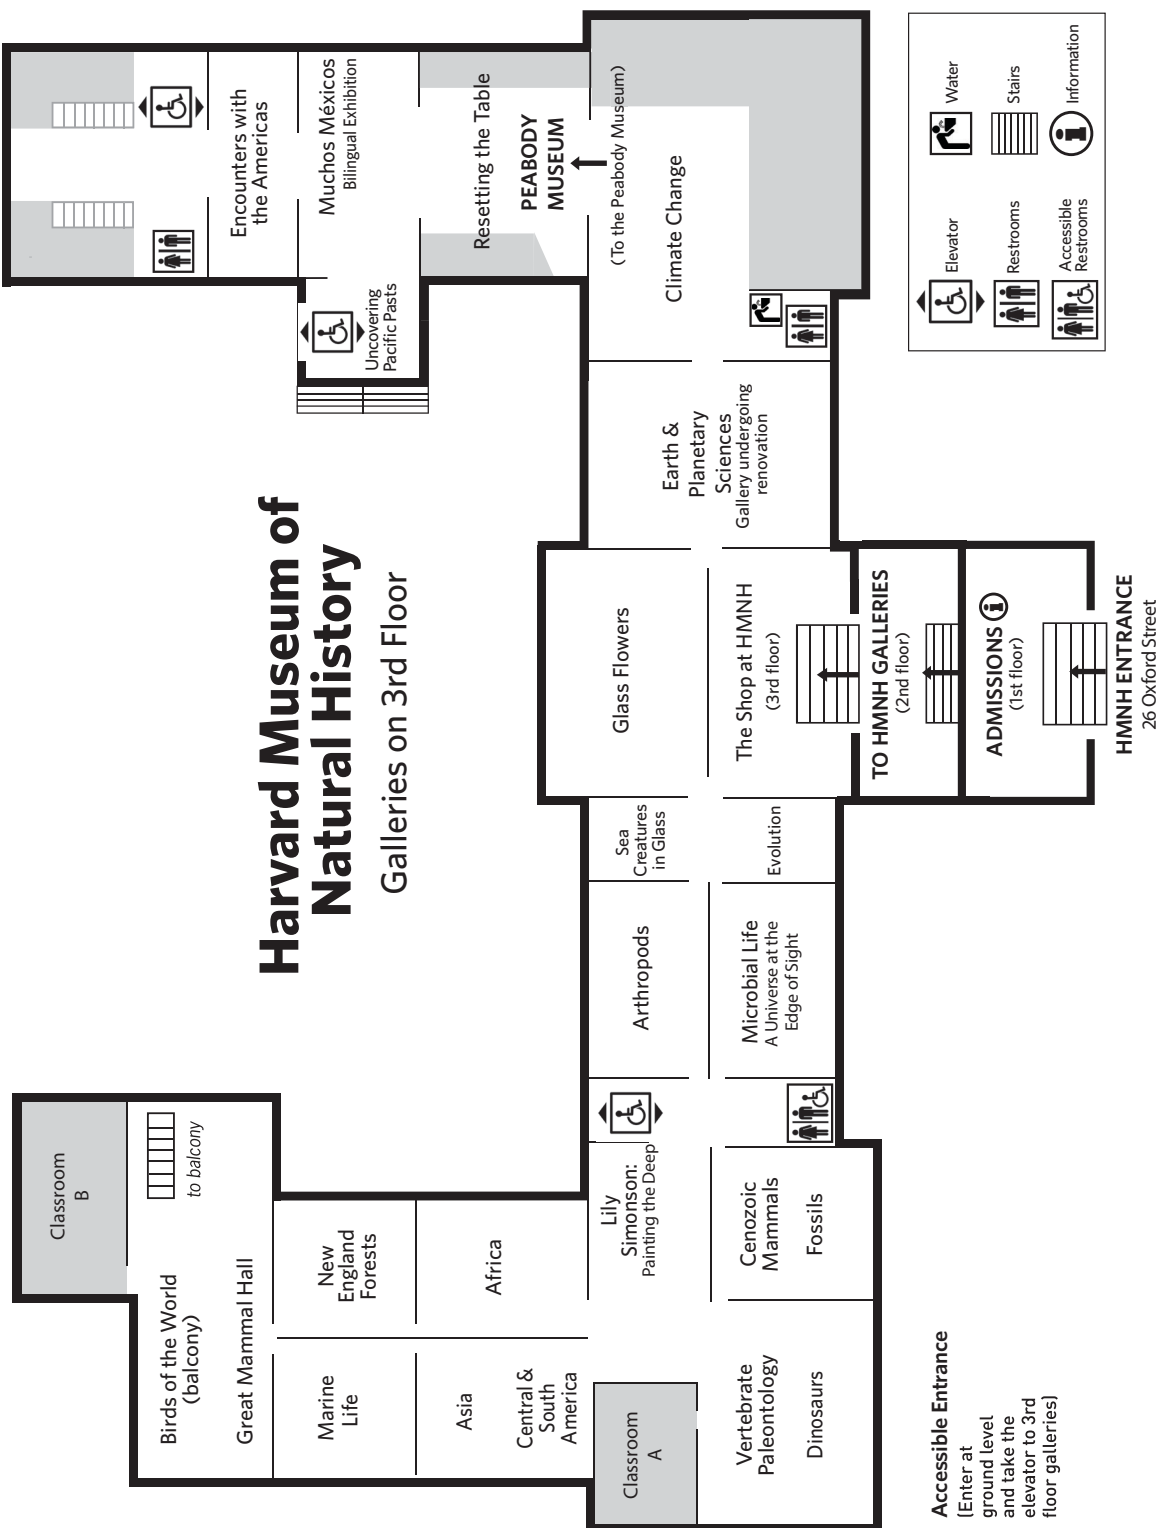 Harvard Museum of
Natural History
Galleries on 3rd Floor
Classroom
B
to balcony
Birds of the World
(balcony)
Great Mammal Hall
New
England
Forests
Marine
Life
Africa
Asia
Central &
South
America
Classroom
A
Lily
Simonson:
Painting the Deep
Cenozoic
Mammals
Fossils
Vertebrate
Paleontology
Dinosaurs
Arthropods
Microbial Life
A Universe at the
Edge of Sight
Sea
Creatures
in Glass
Evolution
Glass Flowers
The Shop at HMNH
(3rd floor)
TO HMNH GALLERIES
(2nd floor)
ADMISSIONS
(1st floor)
HMNH ENTRANCE
26 Oxford Street
Earth &
Planetary
Sciences
Gallery undergoing
renovation
Climate Change
(To the Peabody Museum)
PEABODY
MUSEUM
Resetting the Table
Muchos Méxicos
Bilingual Exhibition
Encounters with
the Americas
Uncovering
Pacific Pasts
Elevator
Water
Restrooms
Stairs
Accessible
Restrooms
Information
Accessible Entrance
(Enter at
ground level
and take the
elevator to 3rd
floor galleries)